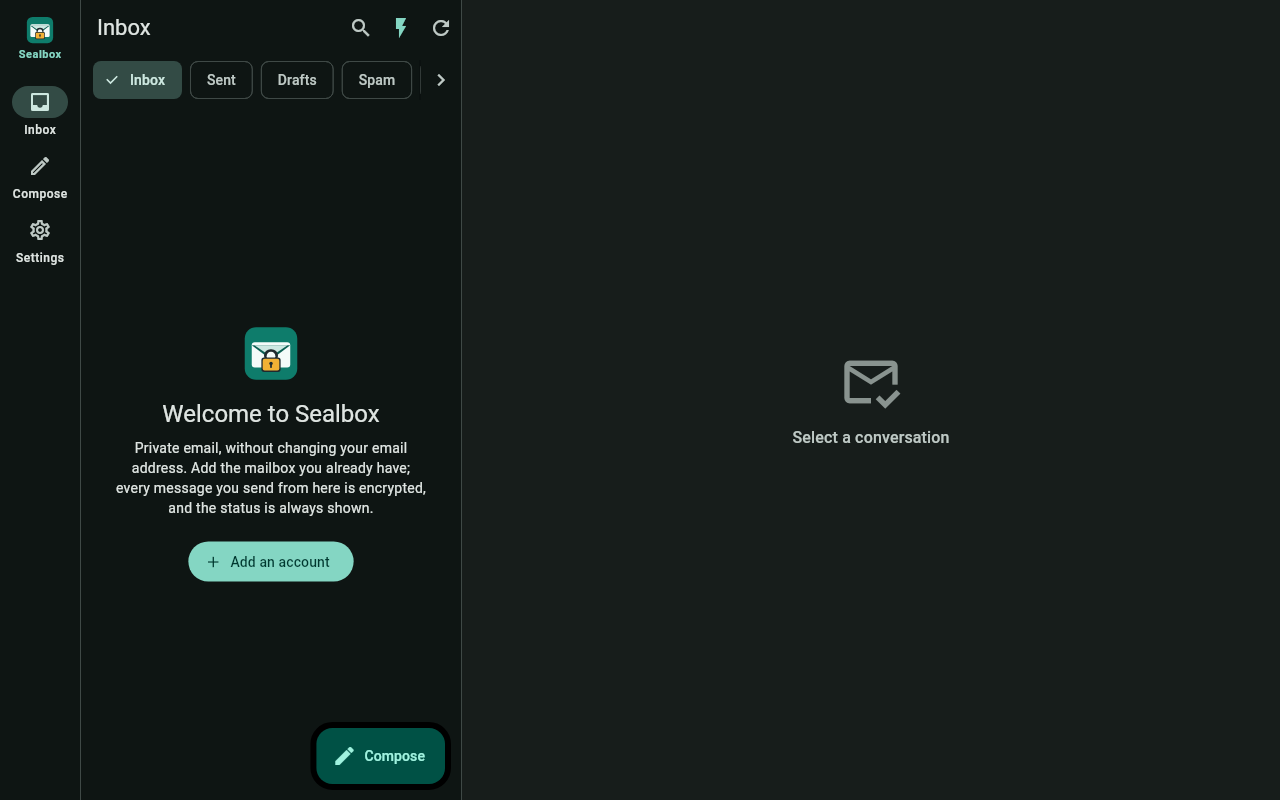 Sealbox
Inbox
Compose
Settings
Inbox
Inbox
Sent
Drafts
Spam
Welcome to Sealbox
Private email, without changing your email
address. Add the mailbox you already have;
every message you send from here is encrypted,
and the status is always shown.
Add an account
Compose
Select a conversation